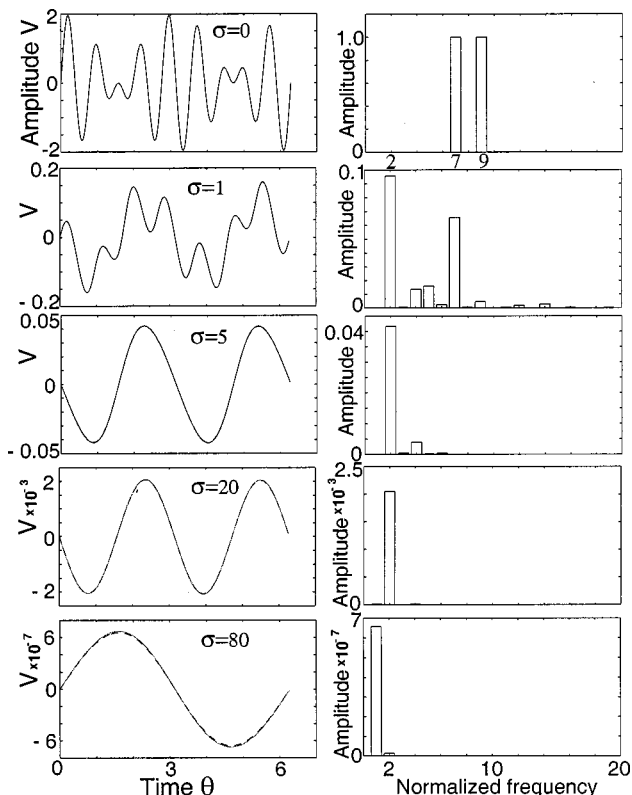 2
Amplitude V
0
-2
σ=0
1.0
Amplitude
0
2 7 9
0.2
V
0
- 0.2
σ=1
0.1
Amplitude
0
0.05
V
0
- 0.05
σ=5
0.04
Amplitude
0
2
V×10⁻³
0
- 2
σ=20
2.5
Amplitude×10⁻³
0
6
V×10⁻⁷
0
- 6
σ=80
0 3 6
Time θ
7
Amplitude×10⁻⁷
0
2 10 20
Normalized frequency